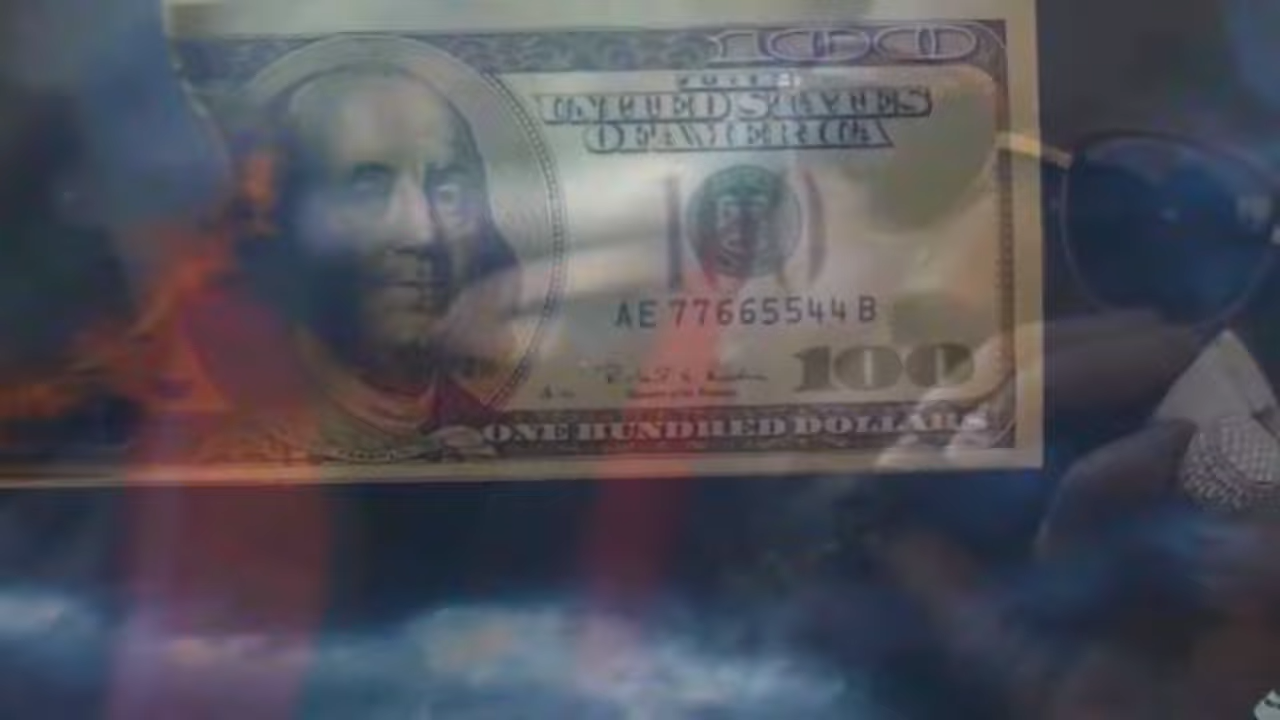 100
UNITED STATES
OF AMERICA
AE 77665544 B
100
ONE HUNDRED DOLLARS